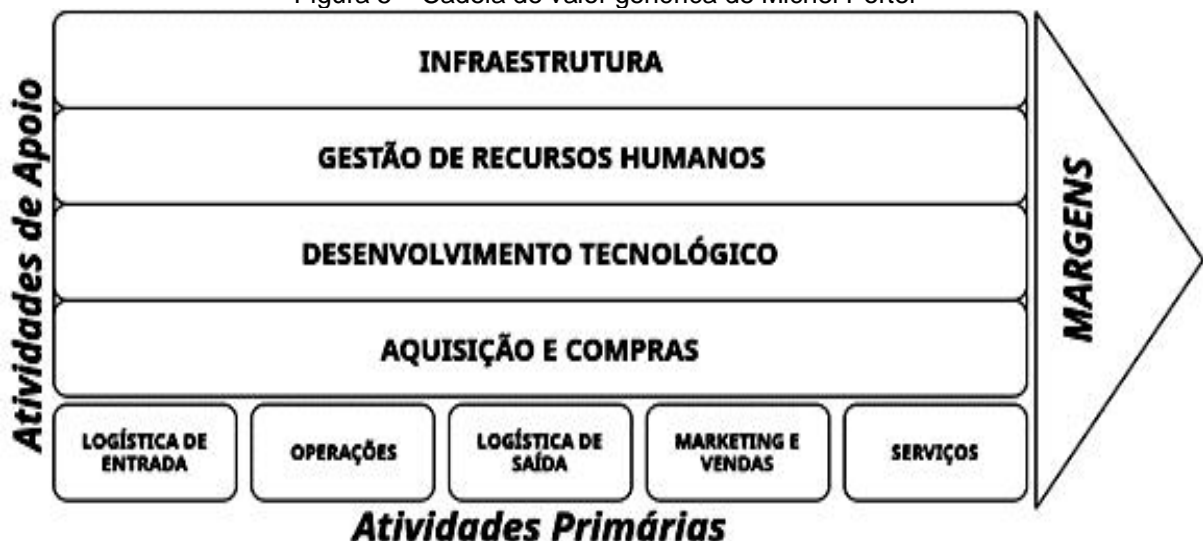 Atividades de Apoio
INFRAESTRUTURA
GESTÃO DE RECURSOS HUMANOS
DESENVOLVIMENTO TECNOLÓGICO
AQUISIÇÃO E COMPRAS
LOGÍSTICA DE
ENTRADA
OPERAÇÕES
LOGÍSTICA DE
SAÍDA
MARKETING E
VENDAS
SERVIÇOS
MARGENS
Atividades Primárias